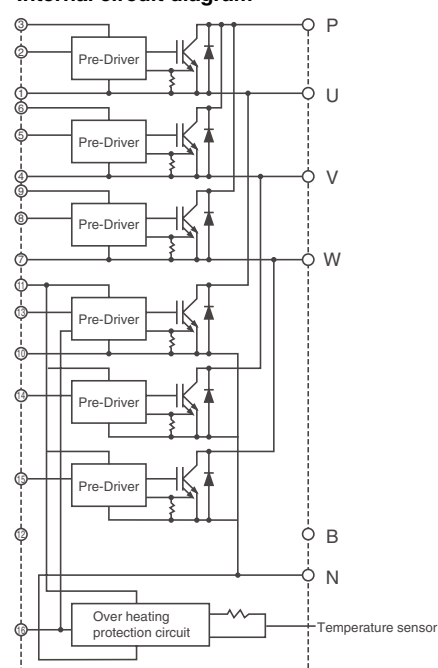 Internal circuit diagram
③ P
② Pre-Driver
① U
⑥
⑤ Pre-Driver
④ V
⑨
⑧ Pre-Driver
⑦ W
⑪
⑬ Pre-Driver
⑩
⑭ Pre-Driver
⑮ Pre-Driver
⑫ B
N
⑯ Over heating
protection circuit
Temperature sensor